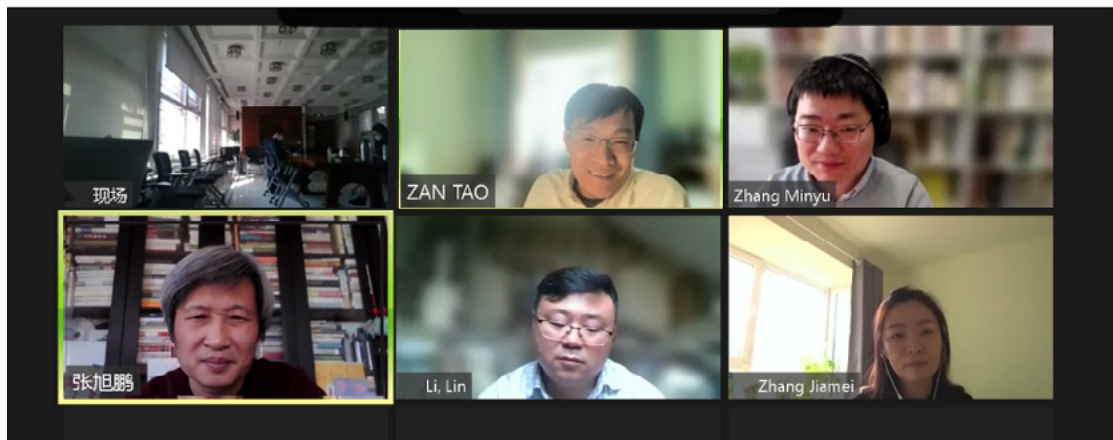 现场
ZAN TAO
Zhang Minyu
张旭鹏
Li, Lin
Zhang Jiamei